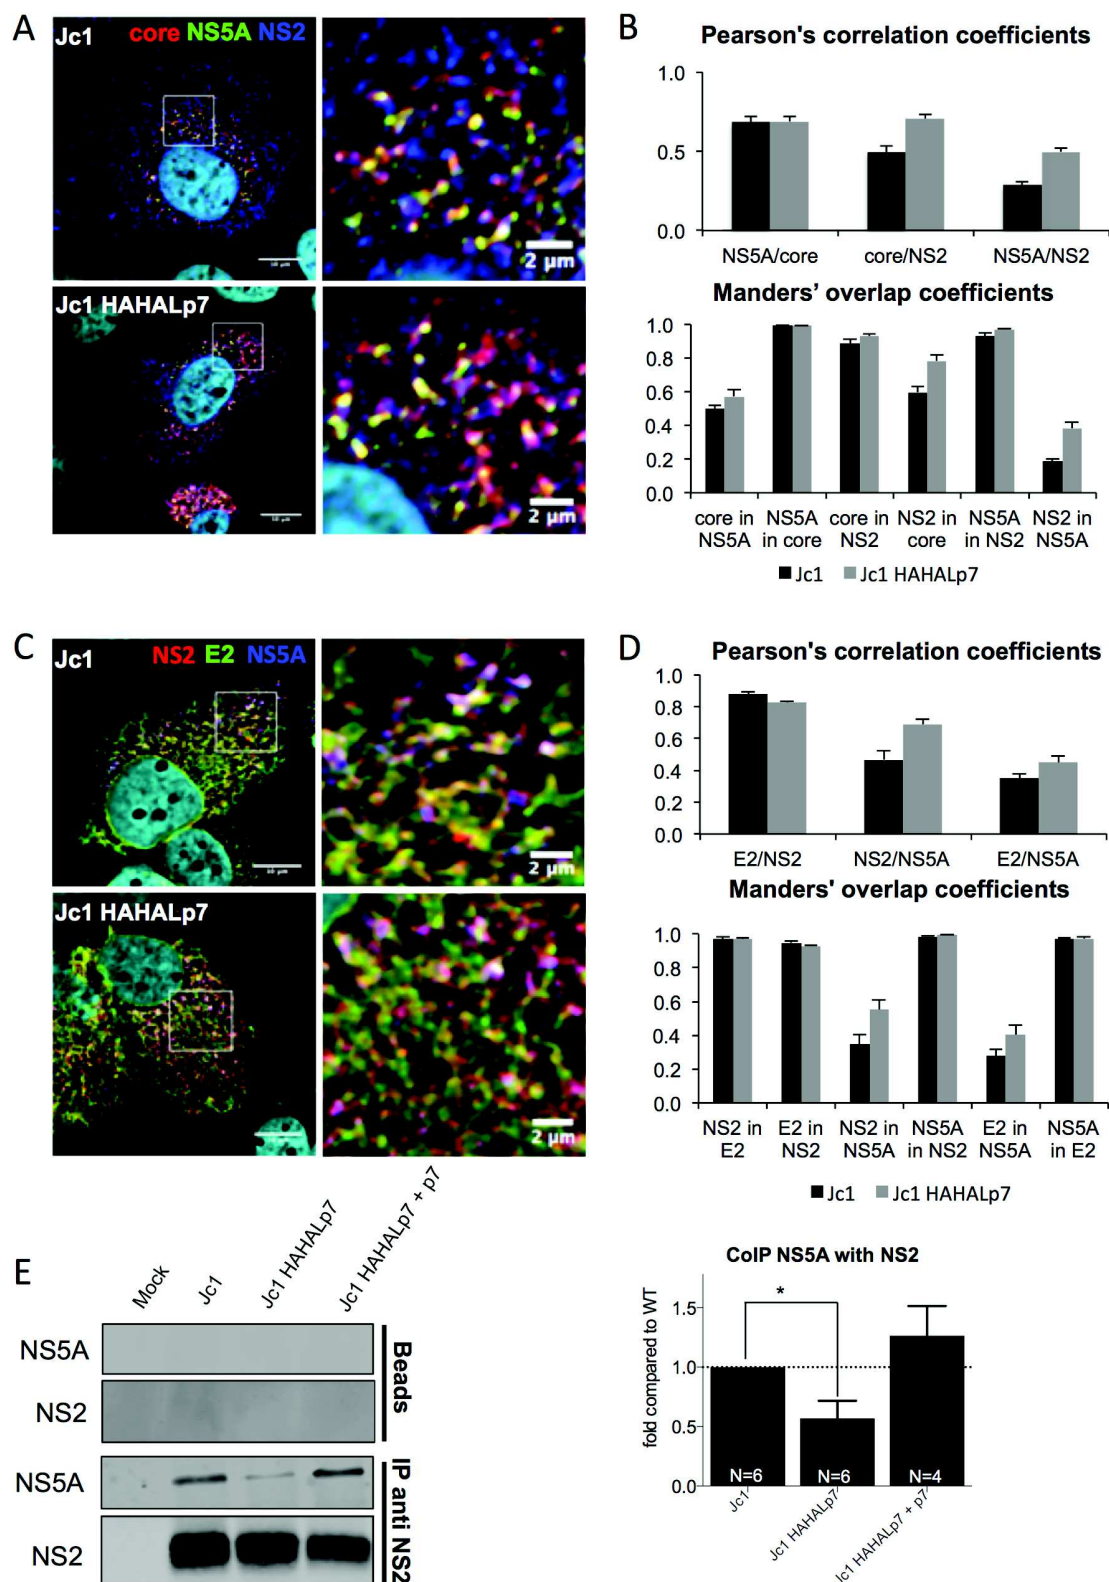 A
Jc1
core NS5A NS2
10 µm
2 µm
Jc1 HAHALp7
10 µm
2 µm
B
Pearson's correlation coefficients
1.0
0.5
0.0
NS5A/core
core/NS2
NS5A/NS2
Manders’ overlap coefficients
1.0
0.8
0.6
0.4
0.2
0.0
core in NS5A
NS5A in core
core in NS2
NS2 in core
NS5A in NS2
NS2 in NS5A
Jc1
Jc1 HAHALp7
C
Jc1
NS2 E2 NS5A
10 µm
2 µm
Jc1 HAHALp7
2 µm
D
Pearson's correlation coefficients
1.0
0.8
0.6
0.4
0.2
0.0
E2/NS2
NS2/NS5A
E2/NS5A
Manders' overlap coefficients
1.0
0.8
0.6
0.4
0.2
0.0
NS2 in E2
E2 in NS2
NS2 in NS5A
NS5A in NS2
E2 in NS5A
NS5A in E2
Jc1
Jc1 HAHALp7
E
Mock
Jc1
Jc1 HAHALp7
Jc1 HAHALp7 + p7
NS5A
NS2
Beads
NS5A
NS2
IP anti NS2
CoIP NS5A with NS2
fold compared to WT
1.5
1.0
0.5
0.0
*
N=6
N=6
N=4
Jc1
Jc1 HAHALp7
Jc1 HAHALp7 + p7